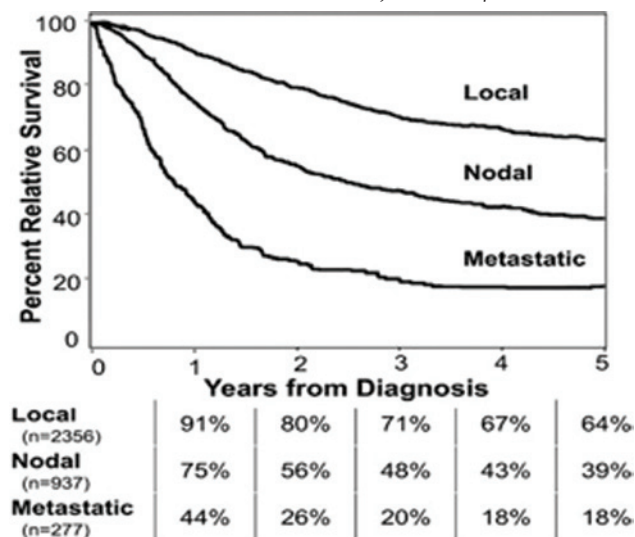 100
80
60
40
20
0
Percent Relative Survival
Local
Nodal
Metastatic
0 1 2 3 4 5
Years from Diagnosis
Local 91% 80% 71% 67% 64%
(n=2356)
Nodal 75% 56% 48% 43% 39%
(n=937)
Metastatic 44% 26% 20% 18% 18%
(n=277)